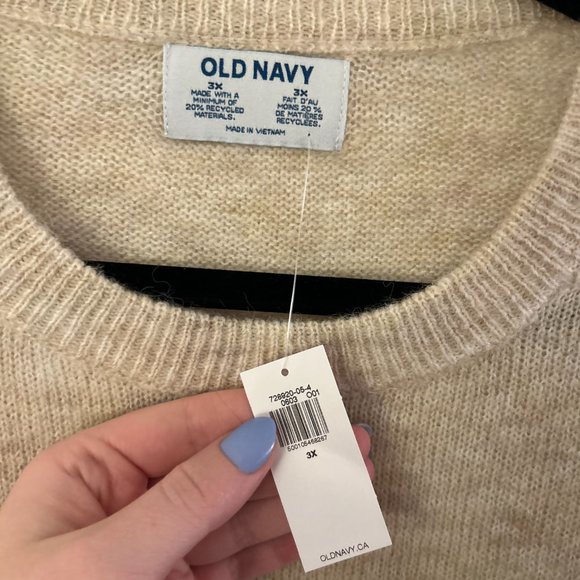 OLD NAVY
3X
MADE WITH A
MINIMUM OF
20% RECYCLED
MATERIALS.
3X
FAIT D'AU
MOINS 20 %
DE MATIÈRES
RECYCLÉES.
MADE IN VIETNAM
728920-05-4
0603 001
500105468287
3X
OLDNAVY.CA